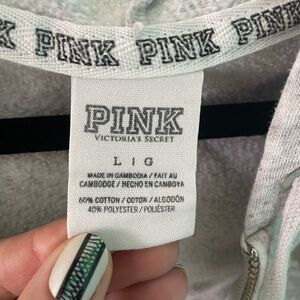 PINK PINK PINK
PINK
VICTORIA'S SECRET
L | G
MADE IN CAMBODIA / FAIT AU
CAMBODGE / HECHO EN CAMBOYA
60% COTTON / COTON / ALGODÓN
40% POLYESTER / POLIÉSTER